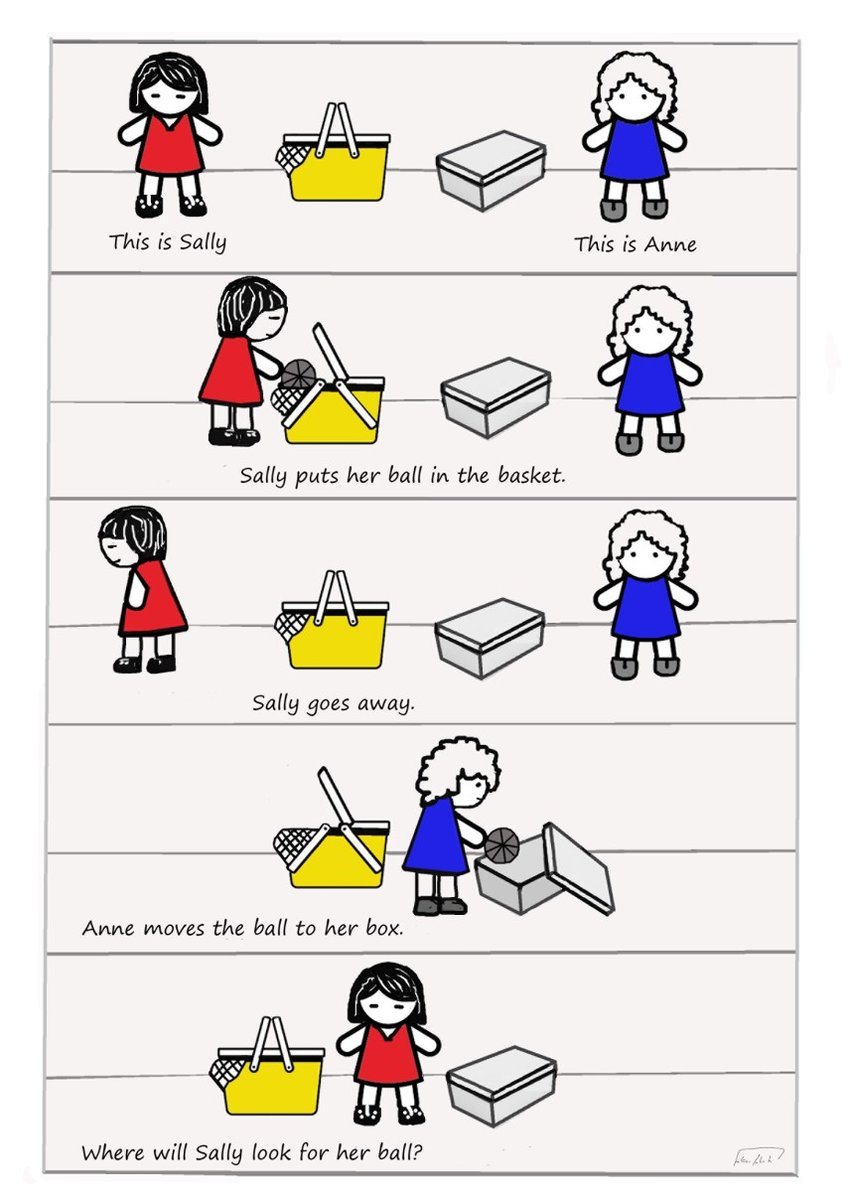 This is Sally
This is Anne
Sally puts her ball in the basket.
Sally goes away.
Anne moves the ball to her box.
Where will Sally look for her ball?